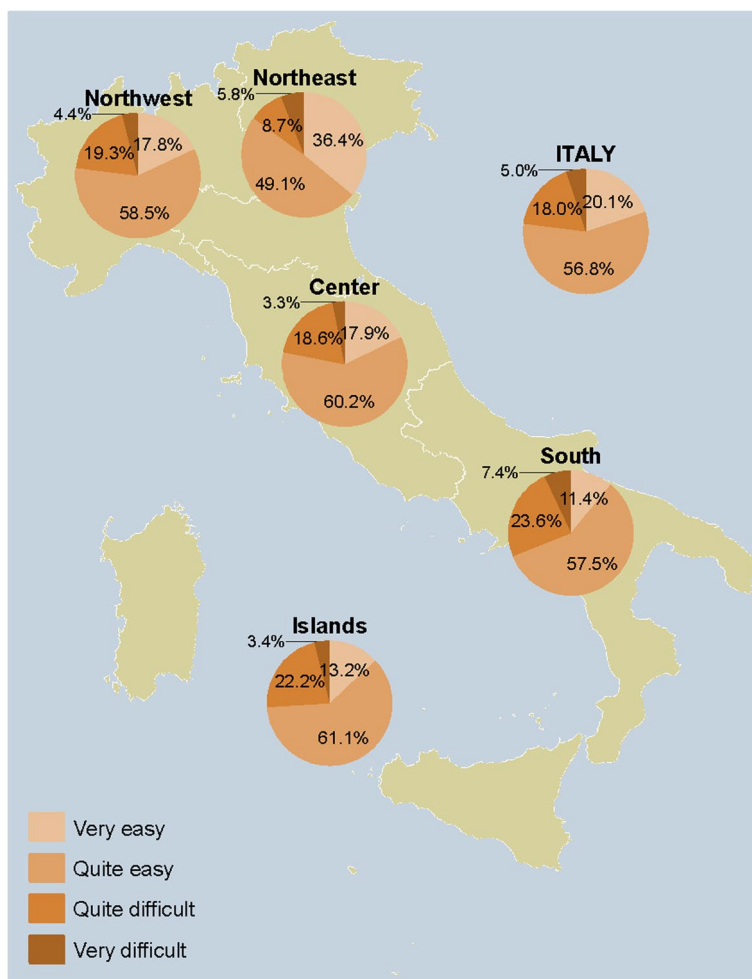 Northwest
4.4%
17.8%
19.3%
58.5%
Northeast
5.8%
8.7%
36.4%
49.1%
ITALY
5.0%
20.1%
18.0%
56.8%
Center
3.3%
17.9%
18.6%
60.2%
South
7.4%
11.4%
23.6%
57.5%
Islands
3.4%
13.2%
22.2%
61.1%
Very easy
Quite easy
Quite difficult
Very difficult